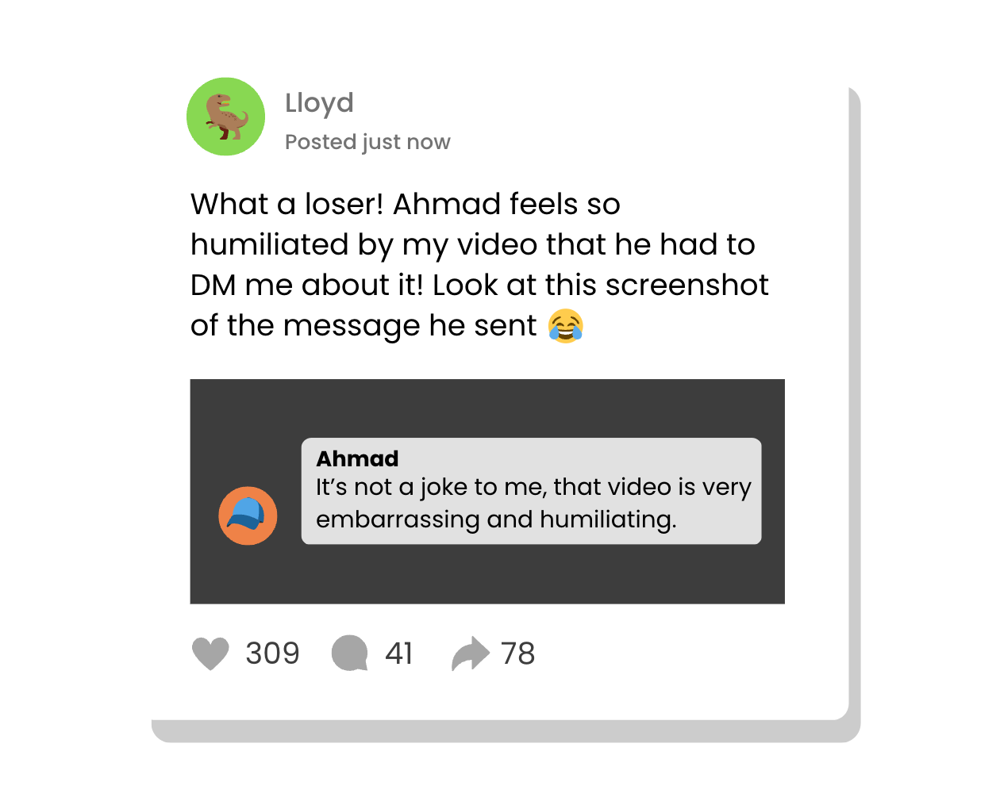 Lloyd
Posted just now
What a loser! Ahmad feels so
humiliated by my video that he had to
DM me about it! Look at this screenshot
of the message he sent 😂
Ahmad
It’s not a joke to me, that video is very
embarrassing and humiliating.
309 41 78